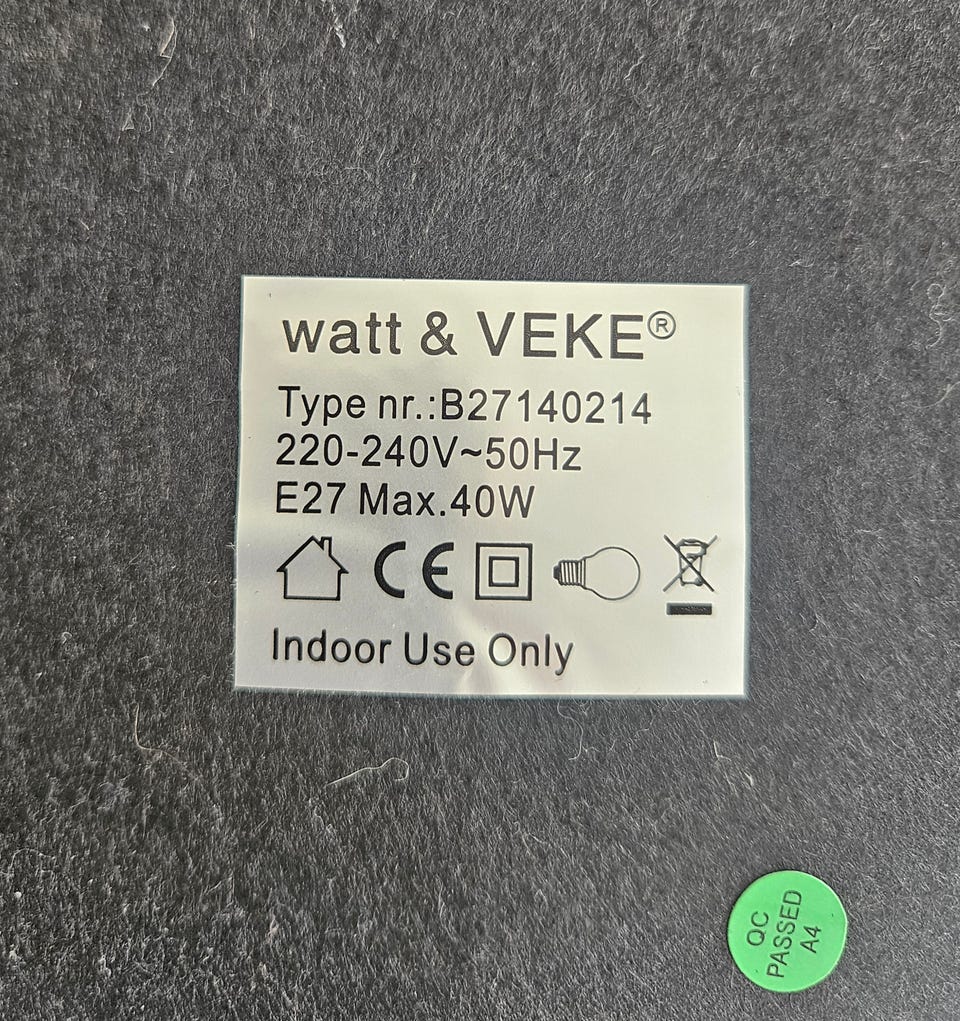 watt & VEKE®
Type nr.:B27140214
220-240V~50Hz
E27 Max.40W
CE
Indoor Use Only
QC
PASSED
A4